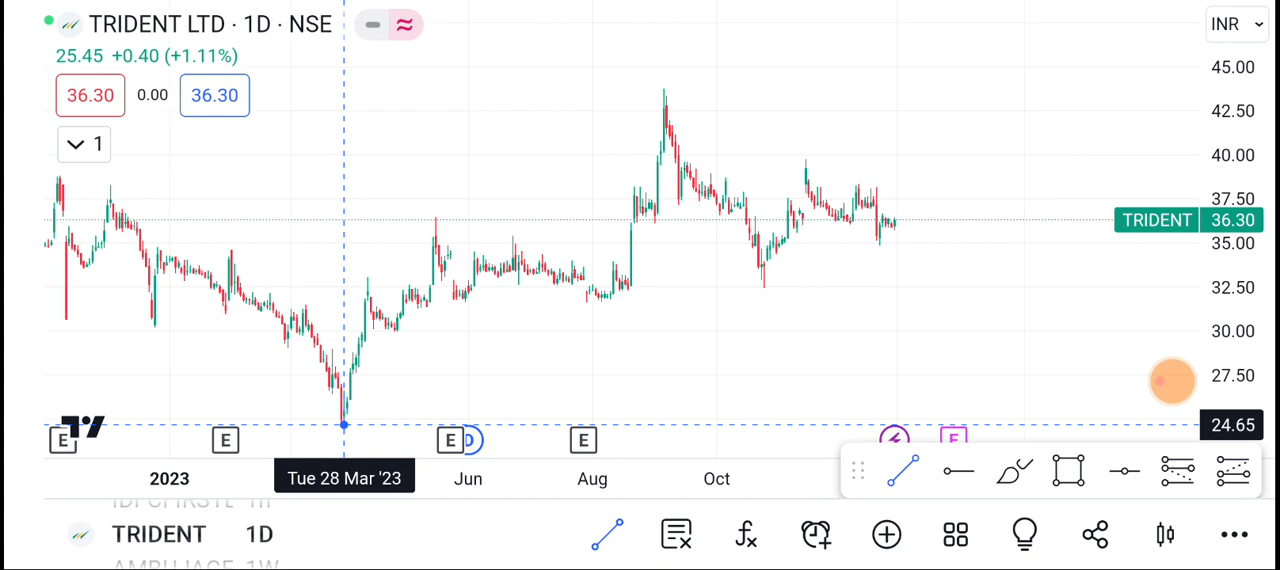 TRIDENT LTD · 1D · NSE
INR
25.45 +0.40 (+1.11%)
36.30 0.00 36.30
1
45.00
42.50
40.00
37.50
TRIDENT 36.30
35.00
32.50
30.00
27.50
24.65
E E E D E E
2023 Tue 28 Mar '23 Jun Aug Oct
TRIDENT 1D
AMBUJACE 1W